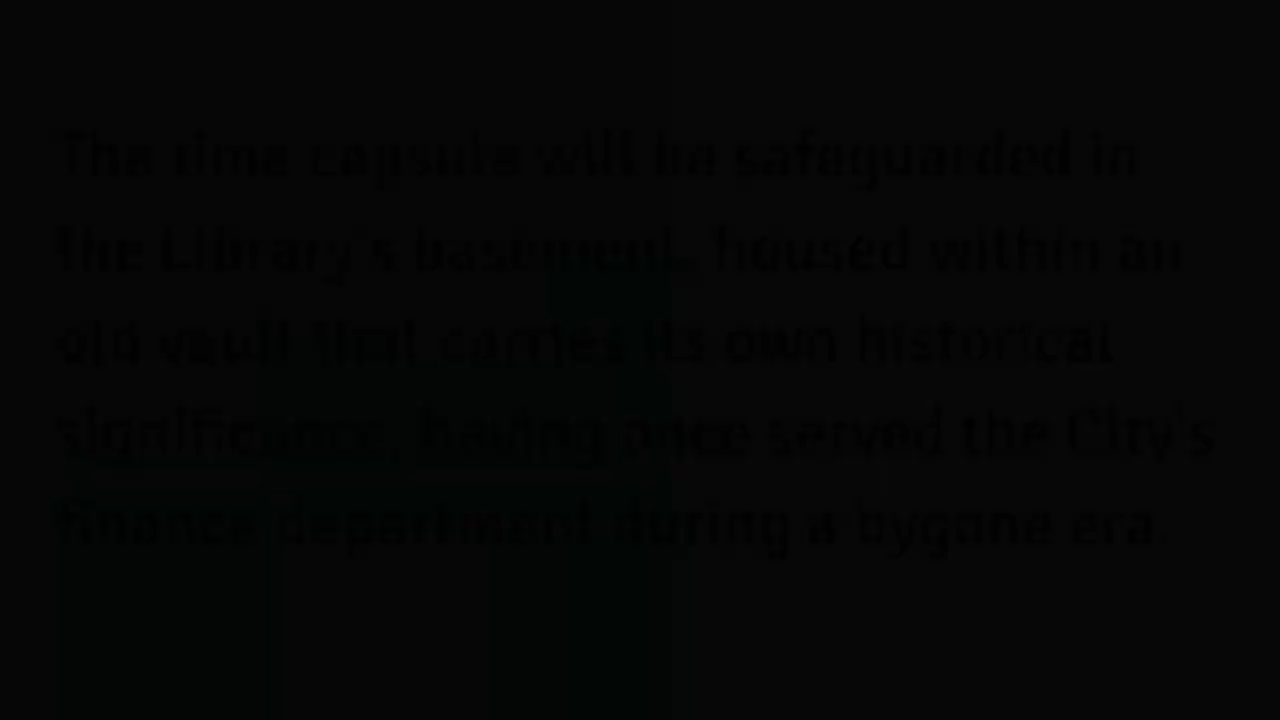 The time capsule will be safeguarded in
the Library's basement, housed within an
old vault that carries its own historical
significance, having once served the City's
finance department during a bygone era.